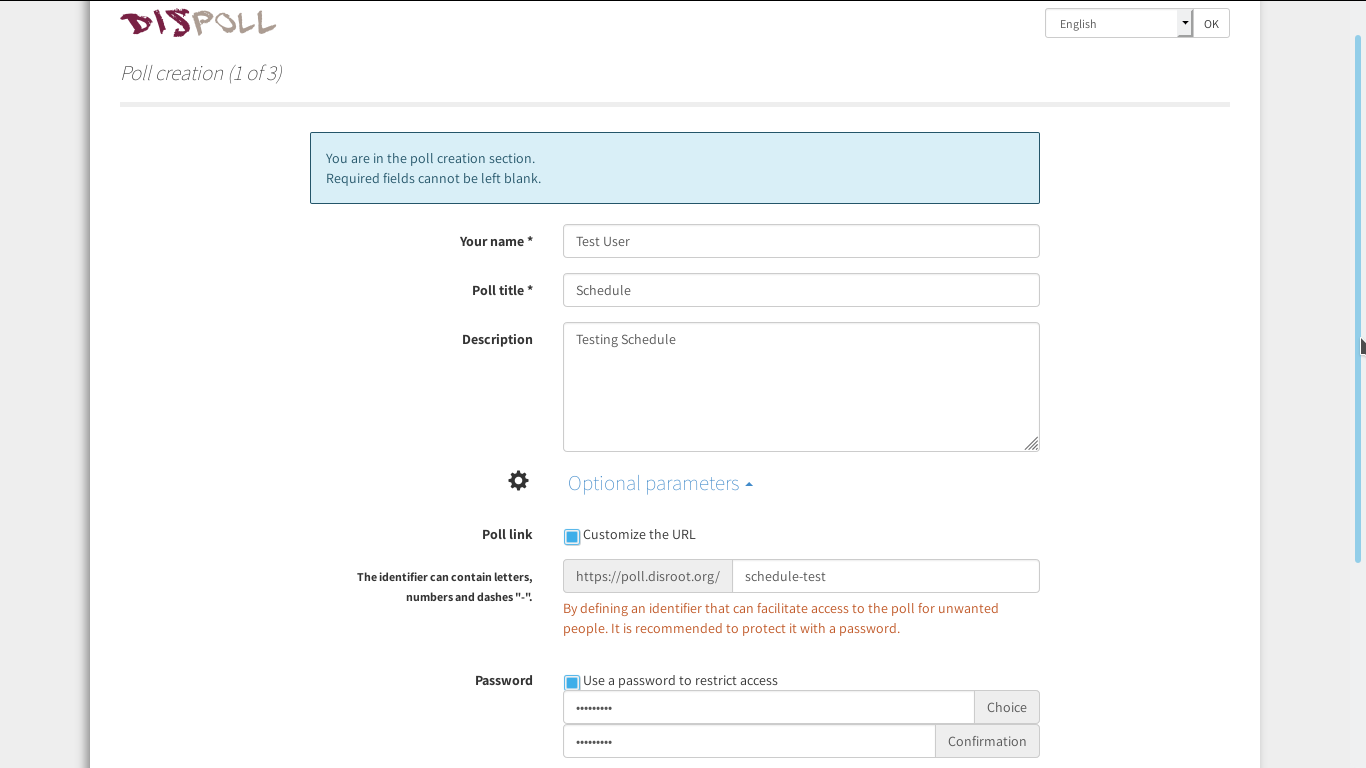 DISPOLL
English
OK
Poll creation (1 of 3)
You are in the poll creation section.
Required fields cannot be left blank.
Your name *
Test User
Poll title *
Schedule
Description
Testing Schedule
Optional parameters
Poll link
Customize the URL
The identifier can contain letters,
numbers and dashes "-".
https://poll.disroot.org/
schedule-test
By defining an identifier that can facilitate access to the poll for unwanted
people. It is recommended to protect it with a password.
Password
Use a password to restrict access
•••••••••
Choice
•••••••••
Confirmation